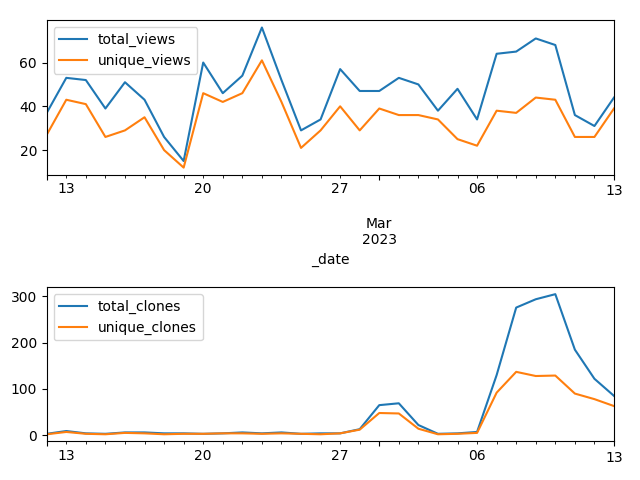 total_views
unique_views
60
40
20
13 20 27 06 13
Mar
2023
_date
total_clones
unique_clones
300
200
100
0
13 20 27 06 13